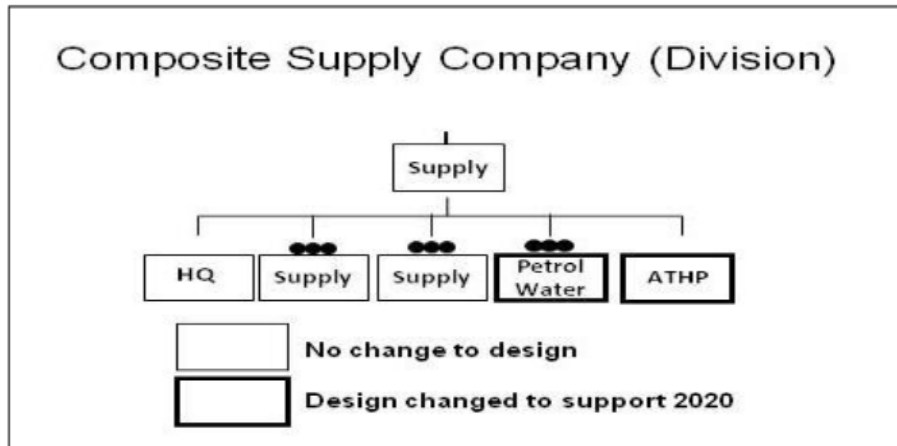 Composite Supply Company (Division)
Supply
HQ
Supply
Supply
Petrol
Water
ATHP
No change to design
Design changed to support 2020